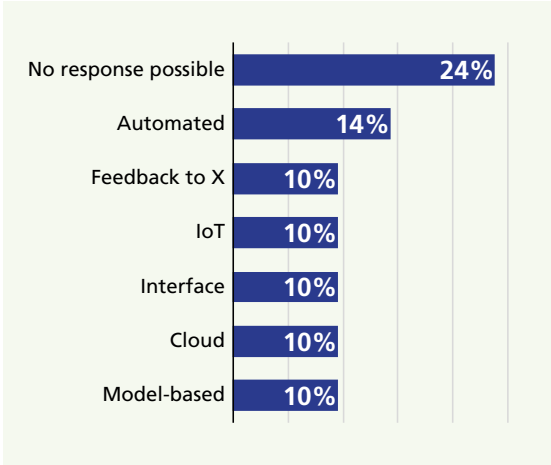 No response possible 24%
Automated 14%
Feedback to X 10%
IoT 10%
Interface 10%
Cloud 10%
Model-based 10%